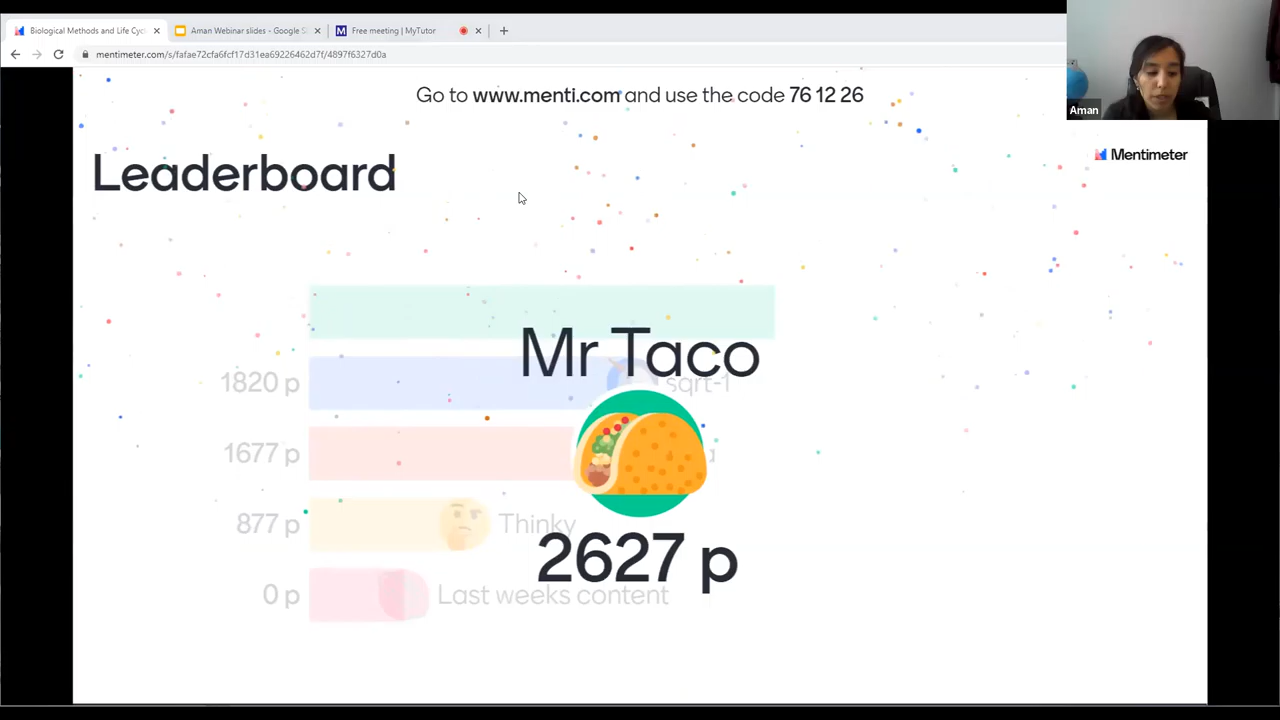 Biological Methods and Life Cyc
Aman Webinar slides - Google S
Free meeting | MyTutor
mentimeter.com/s/fafae72cfa6fcf17d31ea69226462d7f/4897f6327d0a
Aman
Go to www.menti.com and use the code 76 12 26
Mentimeter
Leaderboard
Mr Taco
1820 p
sqrt-1
1677 p
877 p
Thinky
2627 p
0 p
Last weeks content